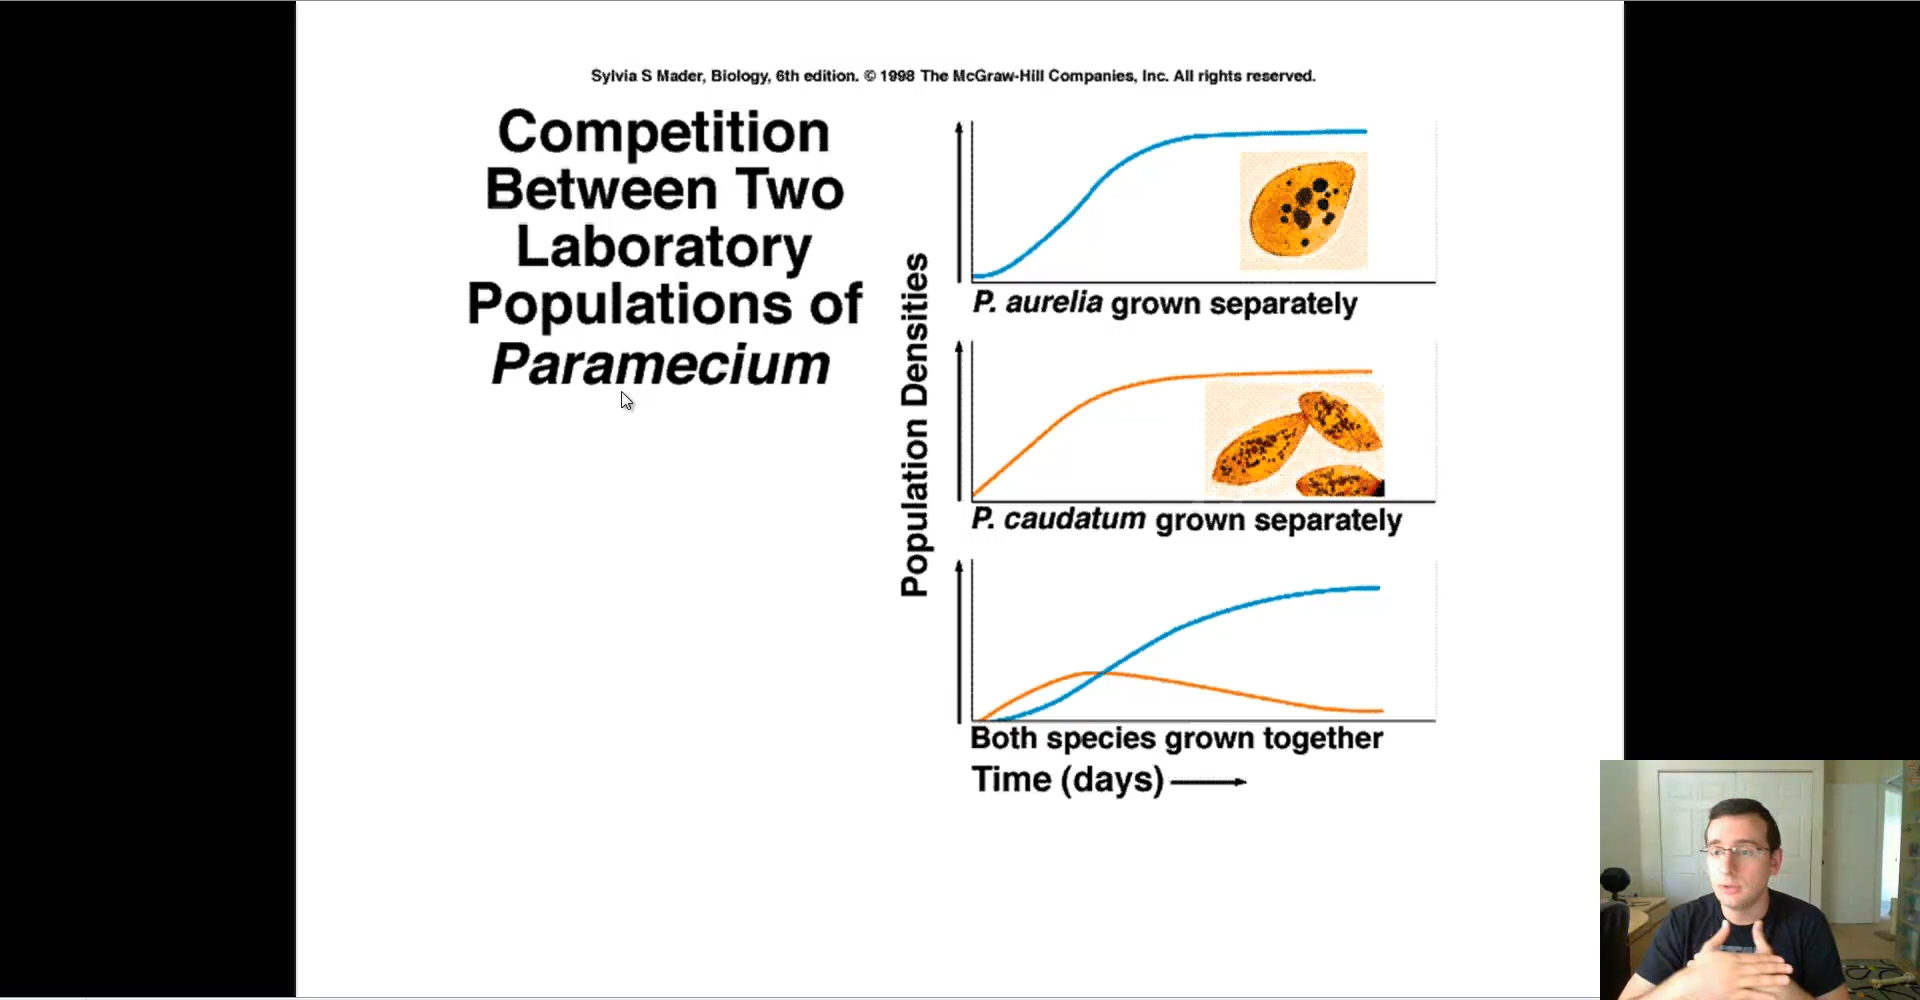 Sylvia S Mader, Biology, 6th edition. © 1998 The McGraw-Hill Companies, Inc. All rights reserved.
Competition
Between Two
Laboratory
Populations of
Paramecium
Population Densities
P. aurelia grown separately
P. caudatum grown separately
Both species grown together
Time (days)